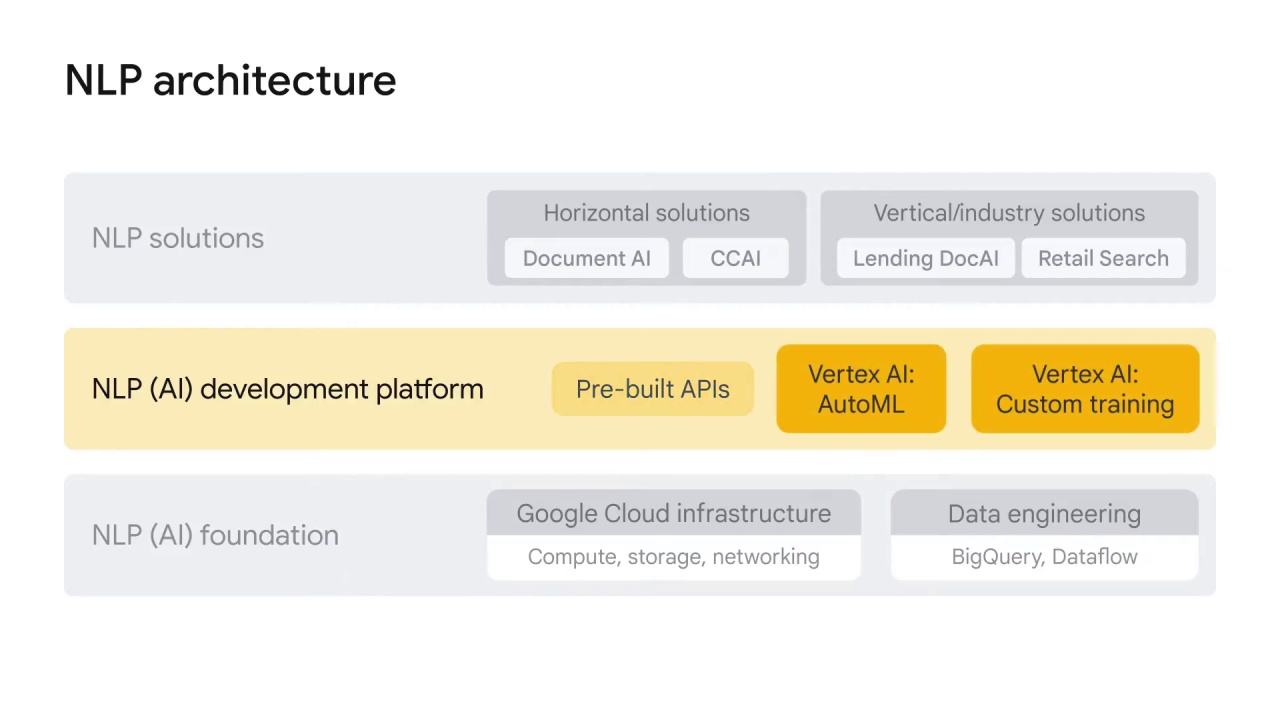 NLP architecture
NLP solutions
Horizontal solutions
Document AI
CCAI
Vertical/industry solutions
Lending DocAI
Retail Search
NLP (AI) development platform
Pre-built APIs
Vertex AI:
AutoML
Vertex AI:
Custom training
NLP (AI) foundation
Google Cloud infrastructure
Compute, storage, networking
Data engineering
BigQuery, Dataflow